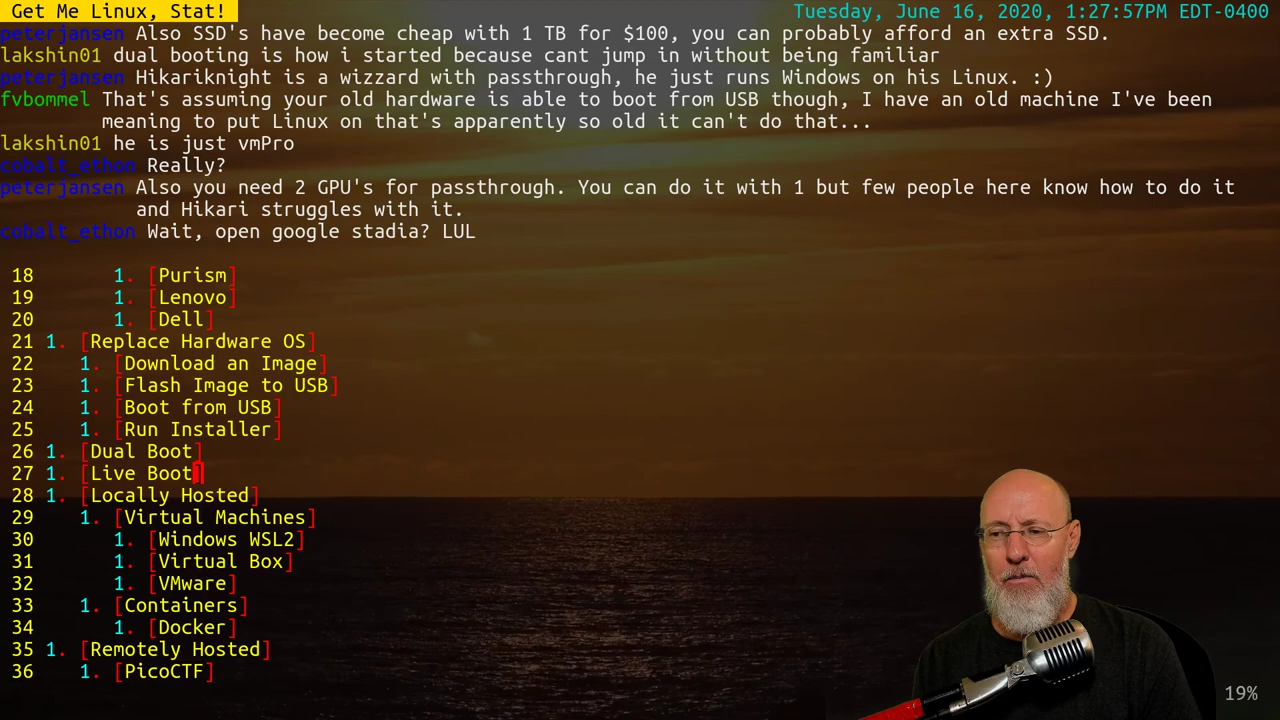 Get Me Linux, Stat!
Tuesday, June 16, 2020, 1:27:57PM EDT-0400
peterjansen Also SSD's have become cheap with 1 TB for $100, you can probably afford an extra SSD.
lakshin01 dual booting is how i started because cant jump in without being familiar
peterjansen Hikariknight is a wizzard with passthrough, he just runs Windows on his Linux. :)
fvbommel That's assuming your old hardware is able to boot from USB though, I have an old machine I've been
meaning to put Linux on that's apparently so old it can't do that...
lakshin01 he is just vmPro
cobalt_ethon Really?
peterjansen Also you need 2 GPU's for passthrough. You can do it with 1 but few people here know how to do it
and Hikari struggles with it.
cobalt_ethon Wait, open google stadia? LUL
18 1. [Purism]
19 1. [Lenovo]
20 1. [Dell]
21 1. [Replace Hardware OS]
22 1. [Download an Image]
23 1. [Flash Image to USB]
24 1. [Boot from USB]
25 1. [Run Installer]
26 1. [Dual Boot]
27 1. [Live Boot]
28 1. [Locally Hosted]
29 1. [Virtual Machines]
30 1. [Windows WSL2]
31 1. [Virtual Box]
32 1. [VMware]
33 1. [Containers]
34 1. [Docker]
35 1. [Remotely Hosted]
36 1. [PicoCTF]
19%